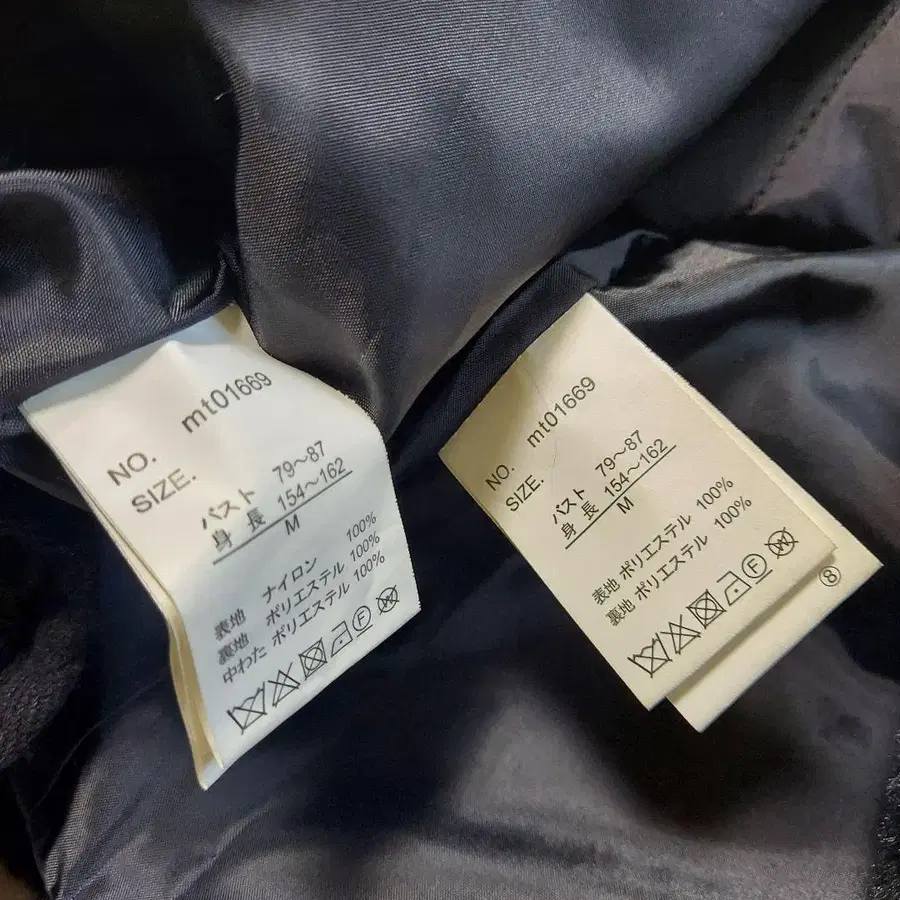 NO. mt01669
SIZE.
バスト 79～87
身長 154～162
M
表地 ナイロン 100%
裏地 ポリエステル 100%
中わた ポリエステル 100%
F
W
NO. mt01669
SIZE.
バスト 79～87
身長 154～162
M
表地 ポリエステル 100%
裏地 ポリエステル 100%
F
W
⑧